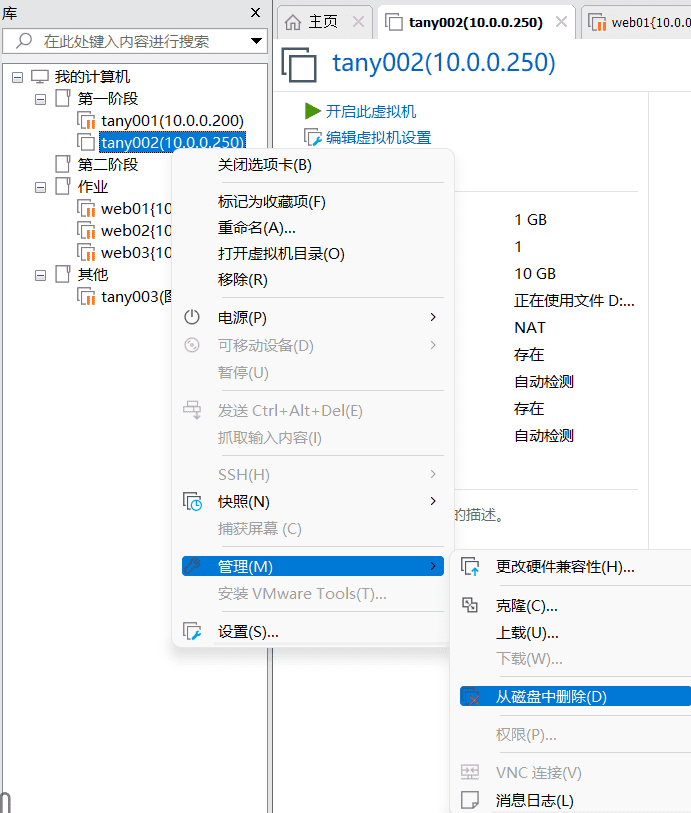 库
主页
tany002(10.0.0.250)
web01{10.0.0
在此处键入内容进行搜索
tany002(10.0.0.250)
我的计算机
第一阶段
tany001(10.0.0.200)
tany002(10.0.0.250)
第二阶段
作业
web01{10
web02{10
web03{10
其他
tany003(图
开启此虚拟机
编辑虚拟机设置
1 GB
1
10 GB
正在使用文件 D:...
NAT
存在
自动检测
存在
自动检测
的描述。
关闭选项卡(B)
标记为收藏项(F)
重命名(A)...
打开虚拟机目录(O)
移除(R)
电源(P)
可移动设备(D)
暂停(U)
发送 Ctrl+Alt+Del(E)
抓取输入内容(I)
SSH(H)
快照(N)
捕获屏幕 (C)
管理(M)
安装 VMware Tools(T)...
设置(S)...
更改硬件兼容性(H)...
克隆(C)...
上载(U)...
下载(W)...
从磁盘中删除(D)
权限(P)...
VNC 连接(V)
消息日志(L)